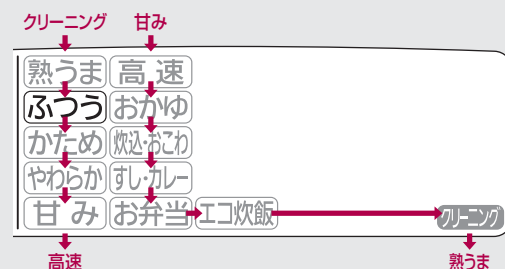 クリーニング 甘み
熟うま 高速
ふつう おかゆ
かため 炊込・おこわ
やわらか すし・カレー
甘み お弁当 エコ炊飯 クリーニング
高速 熟うま